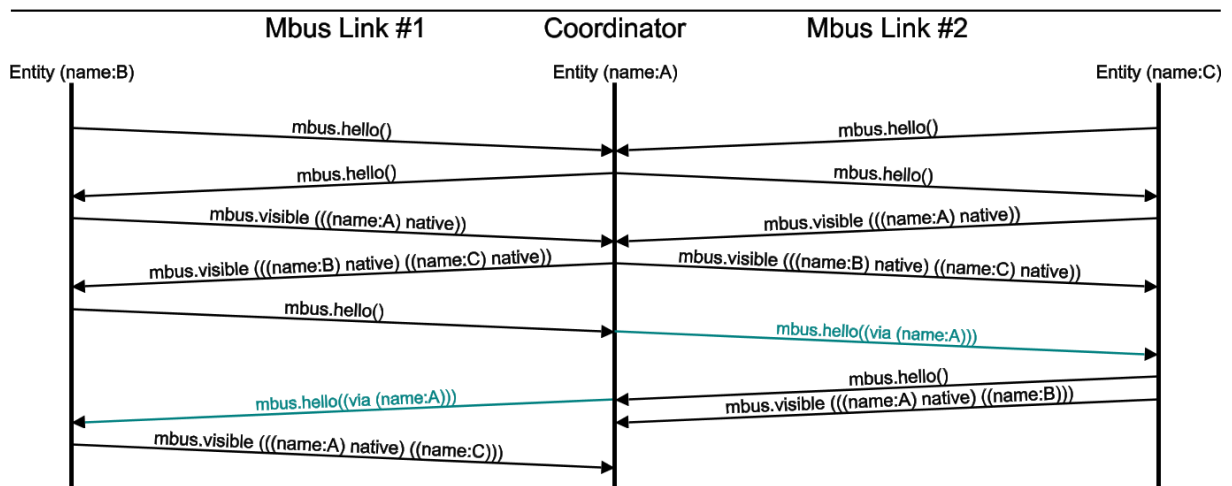 Mbus Link #1
Coordinator
Mbus Link #2
Entity (name:B)
Entity (name:A)
Entity (name:C)
mbus.hello()
mbus.hello()
mbus.hello()
mbus.hello()
mbus.visible (((name:A) native))
mbus.visible (((name:A) native))
mbus.visible (((name:B) native) ((name:C) native))
mbus.visible (((name:B) native) ((name:C) native))
mbus.hello()
mbus.hello((via (name:A)))
mbus.hello()
mbus.hello((via (name:A)))
mbus.visible (((name:A) native) ((name:B)))
mbus.visible (((name:A) native) ((name:C)))